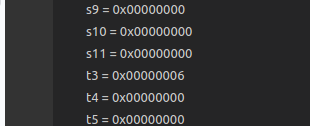 s9 = 0x00000000
s10 = 0x00000000
s11 = 0x00000000
t3 = 0x00000006
t4 = 0x00000000
t5 = 0x00000000